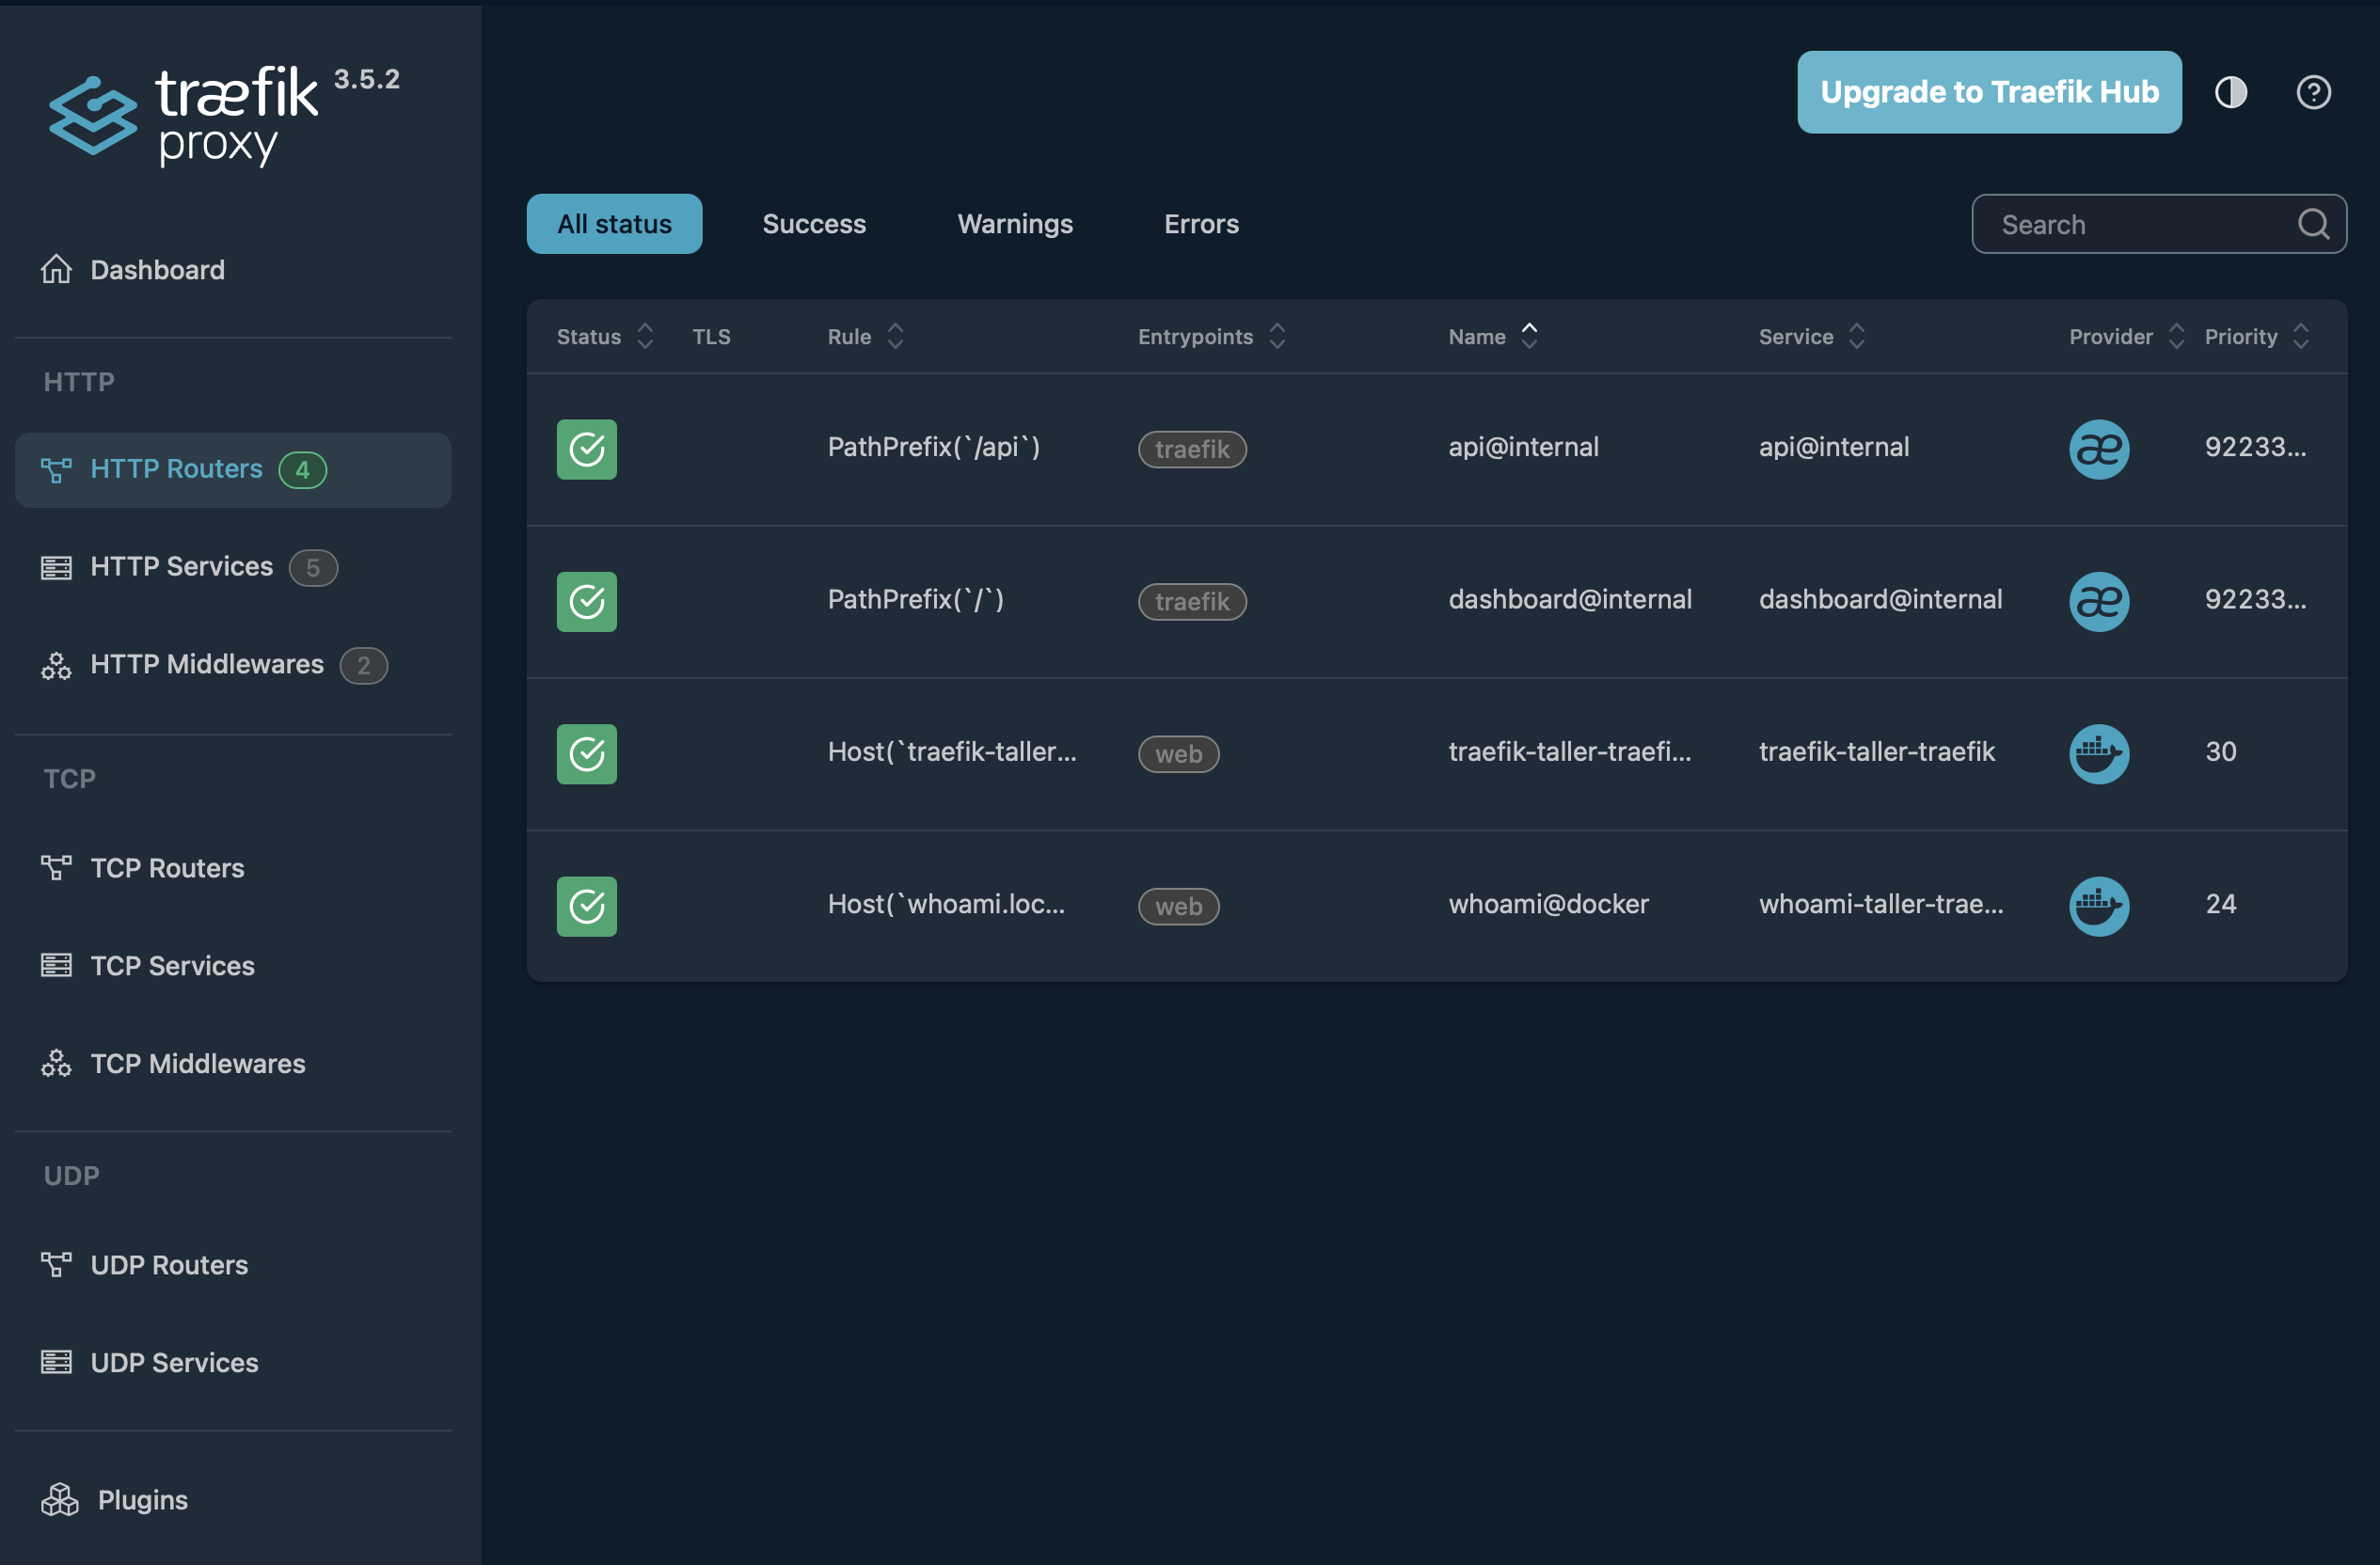 træfik 3.5.2
proxy
Upgrade to Traefik Hub
Dashboard
HTTP
HTTP Routers 4
HTTP Services 5
HTTP Middlewares 2
TCP
TCP Routers
TCP Services
TCP Middlewares
UDP
UDP Routers
UDP Services
Plugins
All status Success Warnings Errors Search
Status TLS Rule Entrypoints Name Service Provider Priority
PathPrefix(`/api`) traefik api@internal api@internal æ 92233...
PathPrefix(`/`) traefik dashboard@internal dashboard@internal æ 92233...
Host(`traefik-taller... web traefik-taller-traefi... traefik-taller-traefik 30
Host(`whoami.loc... web whoami@docker whoami-taller-trae... 24